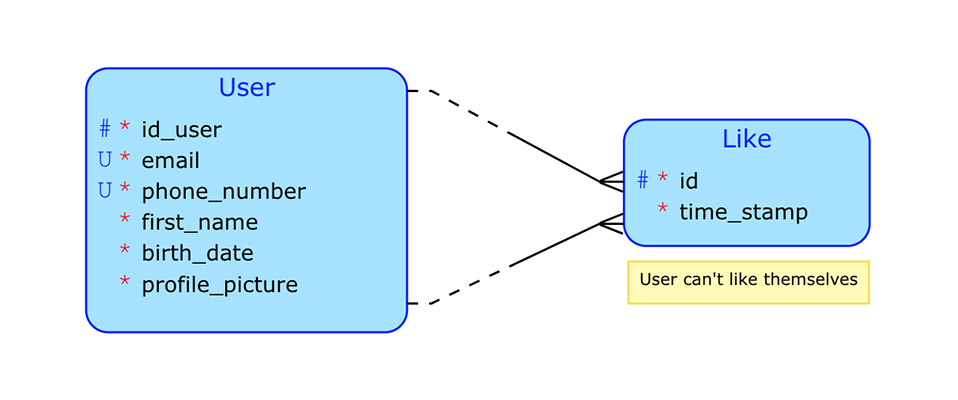 User
# * id_user
U * email
U * phone_number
* first_name
* birth_date
* profile_picture
Like
# * id
* time_stamp
User can't like themselves